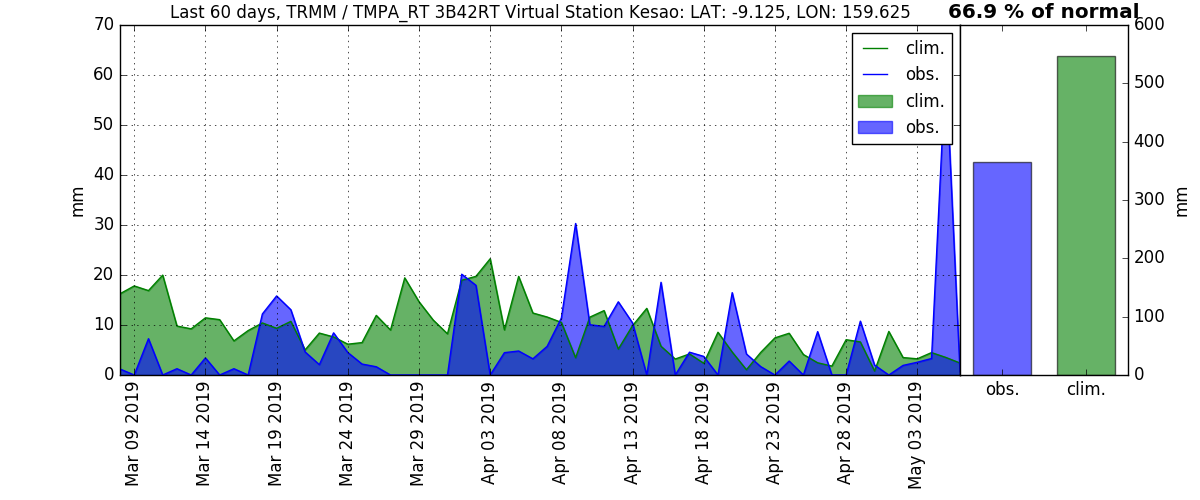 Last 60 days, TRMM / TMPA_RT 3B42RT Virtual Station Kesao: LAT: -9.125, LON: 159.625
66.9 % of normal
70
60
50
40
30
20
10
0
mm
clim.
obs.
clim.
obs.
600
500
400
300
200
100
0
mm
obs.
clim.
Mar 09 2019
Mar 14 2019
Mar 19 2019
Mar 24 2019
Mar 29 2019
Apr 03 2019
Apr 08 2019
Apr 13 2019
Apr 18 2019
Apr 23 2019
Apr 28 2019
May 03 2019